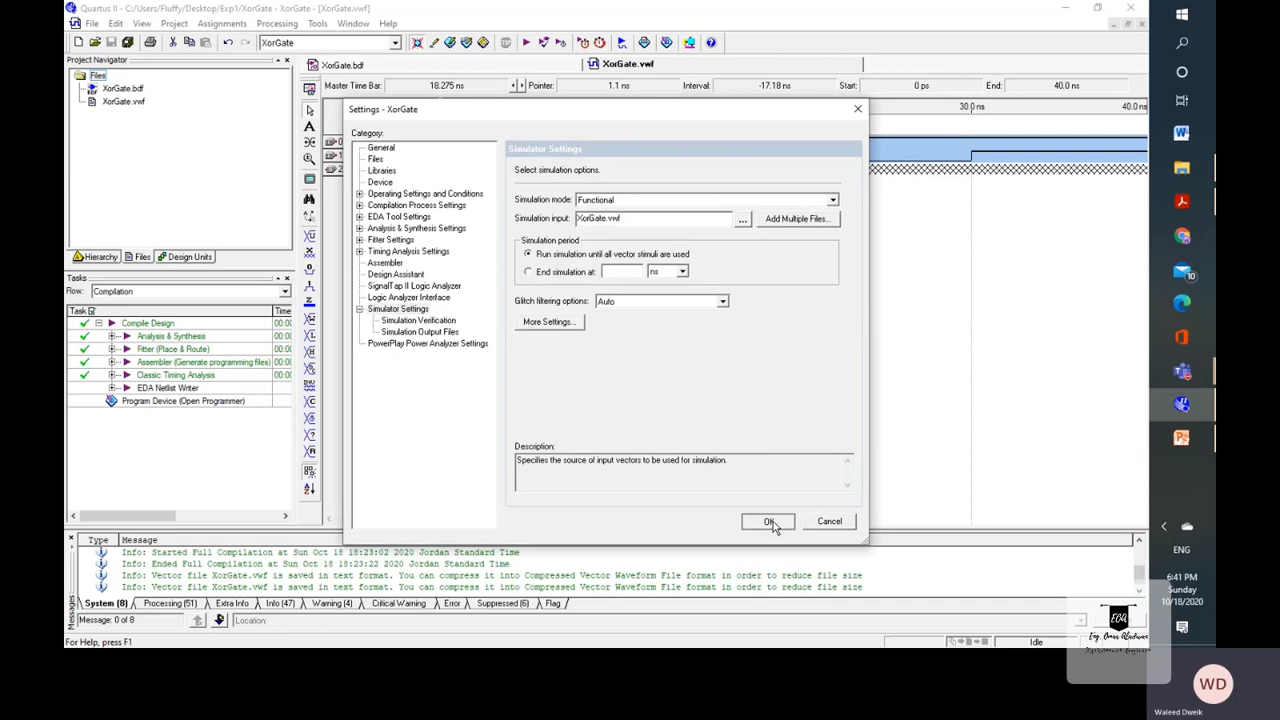 Quartus II - C:/Users/Fluffy/Desktop/Exp1/XorGate - XorGate - [XorGate.vwf]
File Edit View Project Assignments Processing Tools Window Help
XorGate
Project Navigator
Files
XorGate.bdf
XorGate.vwf
Hierarchy Files Design Units
Tasks
Flow: Compilation
Task Time
Compile Design 00:0
Analysis & Synthesis 00:0
Fitter (Place & Route) 00:0
Assembler (Generate programming files) 00:0
Classic Timing Analysis 00:0
EDA Netlist Writer
Program Device (Open Programmer)
XorGate.bdf XorGate.vwf
Master Time Bar: 18.275 ns Pointer: 1.1 ns Interval: -17.18 ns Start: 0 ps End: 40.0 ns
30.0 ns 40.0 ns
Settings - XorGate
Category:
General
Files
Libraries
Device
Operating Settings and Conditions
Compilation Process Settings
EDA Tool Settings
Analysis & Synthesis Settings
Fitter Settings
Timing Analysis Settings
Assembler
Design Assistant
SignalTap II Logic Analyzer
Logic Analyzer Interface
Simulator Settings
Simulation Verification
Simulation Output Files
PowerPlay Power Analyzer Settings
Simulator Settings
Select simulation options.
Simulation mode: Functional
Simulation input: XorGate.vwf ... Add Multiple Files...
Simulation period
Run simulation until all vector stimuli are used
End simulation at: ns
Glitch filtering options: Auto
More Settings...
Description:
Specifies the source of input vectors to be used for simulation.
OK Cancel
Type Message
Info: Started Full Compilation at Sun Oct 18 18:23:02 2020 Jordan Standard Time
Info: Ended Full Compilation at Sun Oct 18 18:23:22 2020 Jordan Standard Time
Info: Vector file XorGate.vwf is saved in text format. You can compress it into Compressed Vector Waveform File format in order to reduce file size
Info: Vector file XorGate.vwf is saved in text format. You can compress it into Compressed Vector Waveform File format in order to reduce file size
System (8) Processing (51) Extra Info Info (47) Warning (4) Critical Warning Error Suppressed (6) Flag
Messages
Message: 0 of 8 Location:
For Help, press F1 Idle
10
ENG
6:41 PM
Sunday
10/18/2020
WD
Waleed Dweik